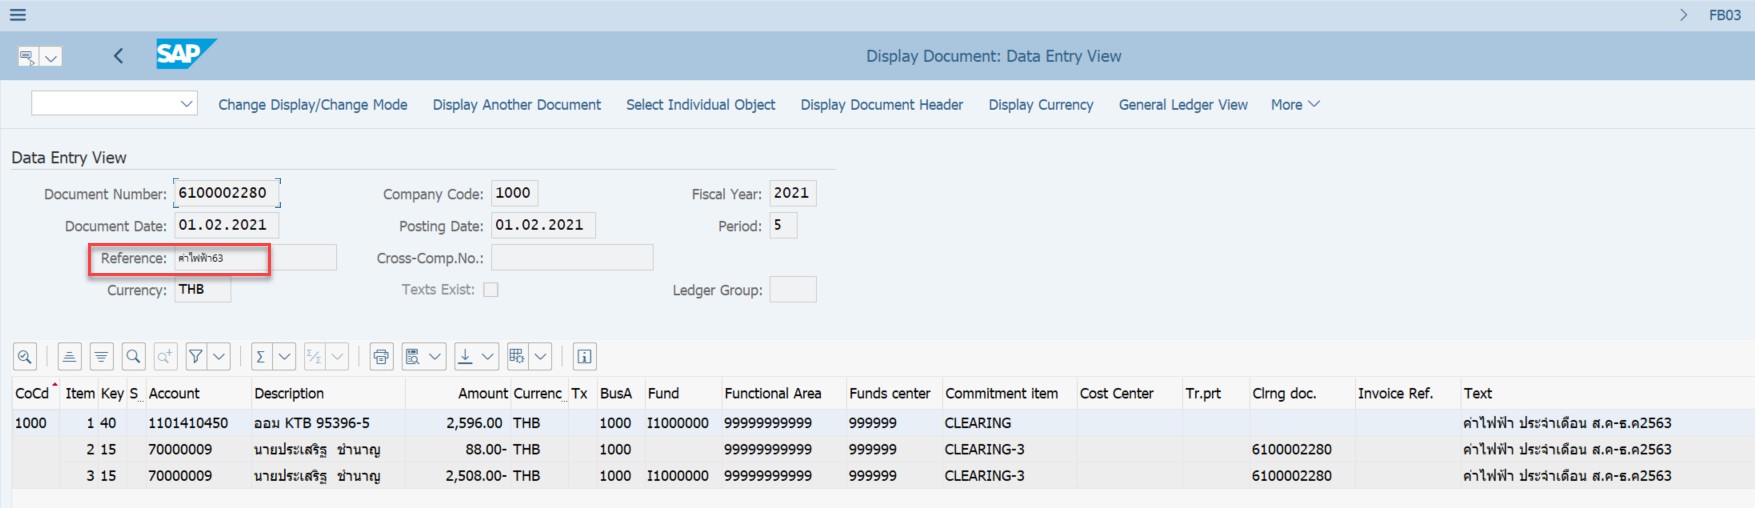 FB03
SAP Display Document: Data Entry View
Change Display/Change Mode Display Another Document Select Individual Object Display Document Header Display Currency General Ledger View More
Data Entry View
Document Number: 6100002280 Company Code: 1000 Fiscal Year: 2021
Document Date: 01.02.2021 Posting Date: 01.02.2021 Period: 5
Reference: ค่าไฟฟ้า63 Cross-Comp.No.:
Currency: THB Texts Exist: Ledger Group:
CoCd Item Key S.. Account Description Amount Currenc.. Tx BusA Fund Functional Area Funds center Commitment item Cost Center Tr.prt Clrng doc. Invoice Ref. Text
1000 1 40 1101410450 ออม KTB 95396-5 2,596.00 THB 1000 I1000000 99999999999 999999 CLEARING ค่าไฟฟ้า ประจำเดือน ส.ค-ธ.ค2563
2 15 70000009 นายประเสริฐ ชำนาญ 88.00- THB 1000 99999999999 999999 CLEARING-3 6100002280 ค่าไฟฟ้า ประจำเดือน ส.ค-ธ.ค2563
3 15 70000009 นายประเสริฐ ชำนาญ 2,508.00- THB 1000 I1000000 99999999999 999999 CLEARING-3 6100002280 ค่าไฟฟ้า ประจำเดือน ส.ค-ธ.ค2563